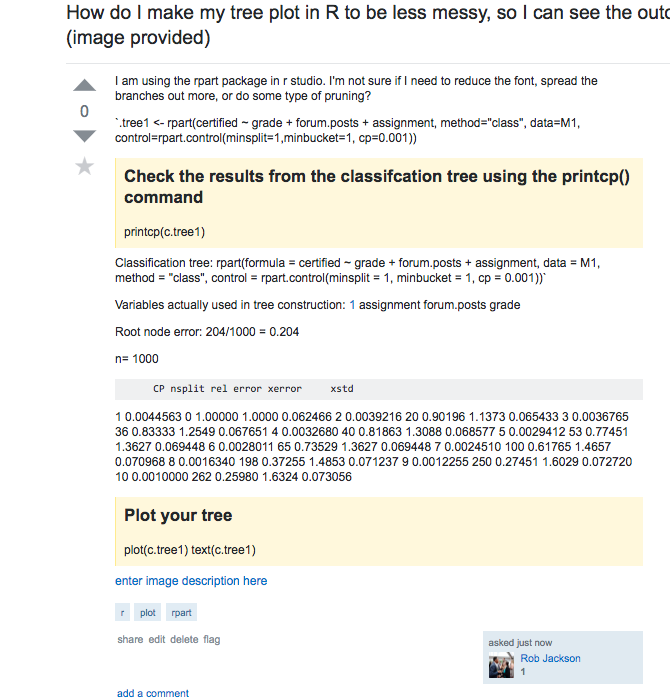 How do I make my tree plot in R to be less messy, so I can see the outc
(image provided)
I am using the rpart package in r studio. I'm not sure if I need to reduce the font, spread the
0
branches out more, or do some type of pruning?
`.tree1 <- rpart(certified ~ grade + forum.posts + assignment, method="class", data=M1,
control=rpart.control(minsplit=1,minbucket=1, cp=0.001))
Check the results from the classifcation tree using the printcp()
command
printcp(c.tree1)
Classification tree: rpart(formula = certified ~ grade + forum.posts + assignment, data = M1,
method = "class", control = rpart.control(minsplit = 1, minbucket = 1, cp = 0.001))`
Variables actually used in tree construction: 1 assignment forum.posts grade
Root node error: 204/1000 = 0.204
n= 1000
CP nsplit rel error xerror xstd
1 0.0044563 0 1.00000 1.0000 0.062466 2 0.0039216 20 0.90196 1.1373 0.065433 3 0.0036765
36 0.83333 1.2549 0.067651 4 0.0032680 40 0.81863 1.3088 0.068577 5 0.0029412 53 0.77451
1.3627 0.069448 6 0.0028011 65 0.73529 1.3627 0.069448 7 0.0024510 100 0.61765 1.4657
0.070968 8 0.0016340 198 0.37255 1.4853 0.071237 9 0.0012255 250 0.27451 1.6029 0.072720
10 0.0010000 262 0.25980 1.6324 0.073056
Plot your tree
plot(c.tree1) text(c.tree1)
enter image description here
r plot rpart
share edit delete flag
asked just now
Rob Jackson
1
add a comment